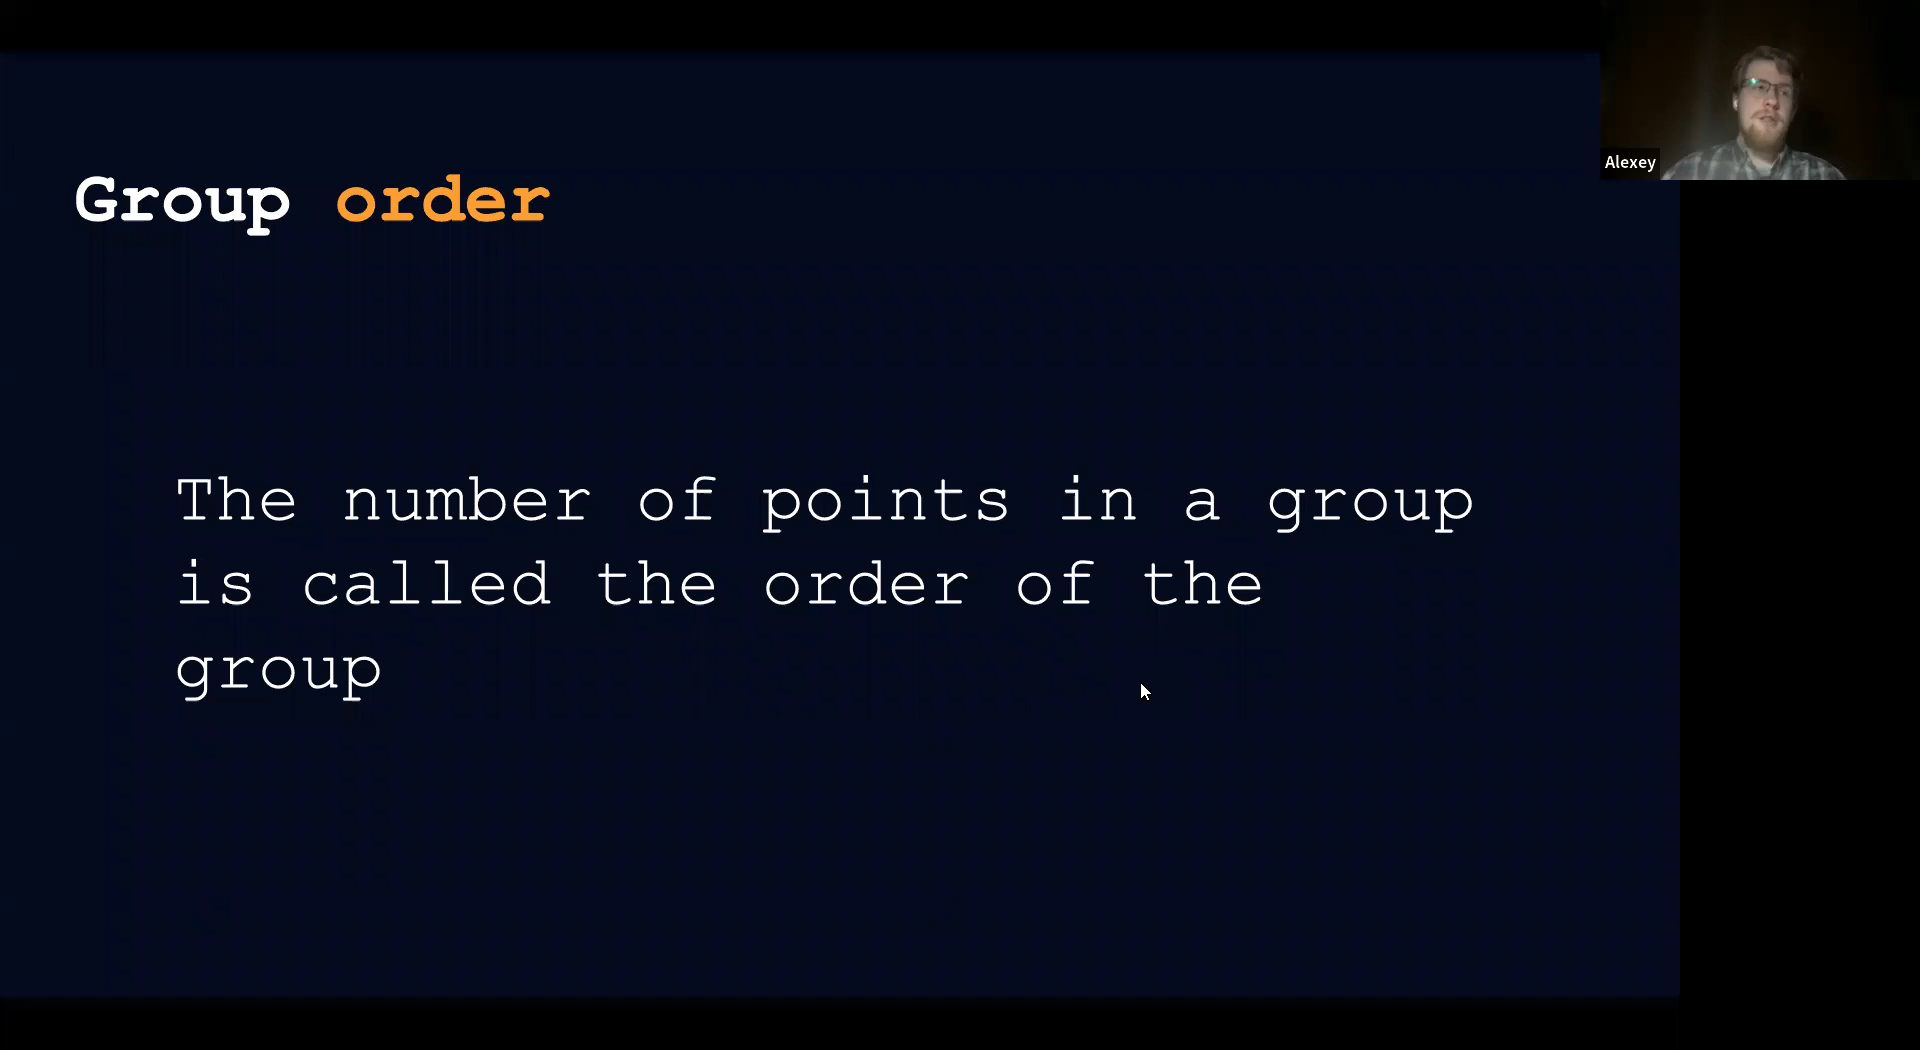 Group order
The number of points in a group
is called the order of the
group
Alexey